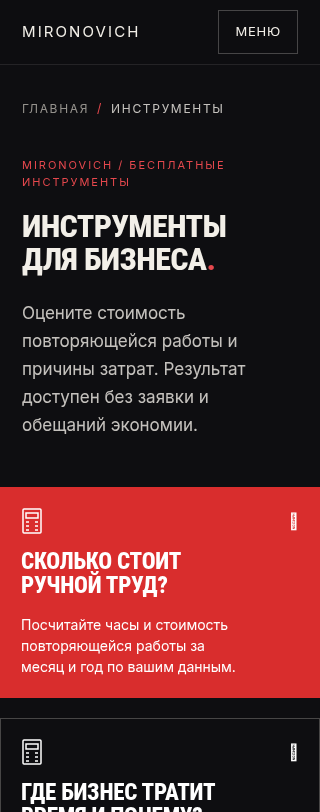 MIRONOVICH
МЕНЮ
ГЛАВНАЯ / ИНСТРУМЕНТЫ
MIRONOVICH / БЕСПЛАТНЫЕ
ИНСТРУМЕНТЫ
ИНСТРУМЕНТЫ
ДЛЯ БИЗНЕСА.
Оцените стоимость
повторяющейся работы и
причины затрат. Результат
доступен без заявки и
обещаний экономии.
СКОЛЬКО СТОИТ
РУЧНОЙ ТРУД?
Посчитайте часы и стоимость
повторяющейся работы за
месяц и год по вашим данным.
ГДЕ БИЗНЕС ТРАТИТ
ВРЕМЯ И ПОЧЕМУ?